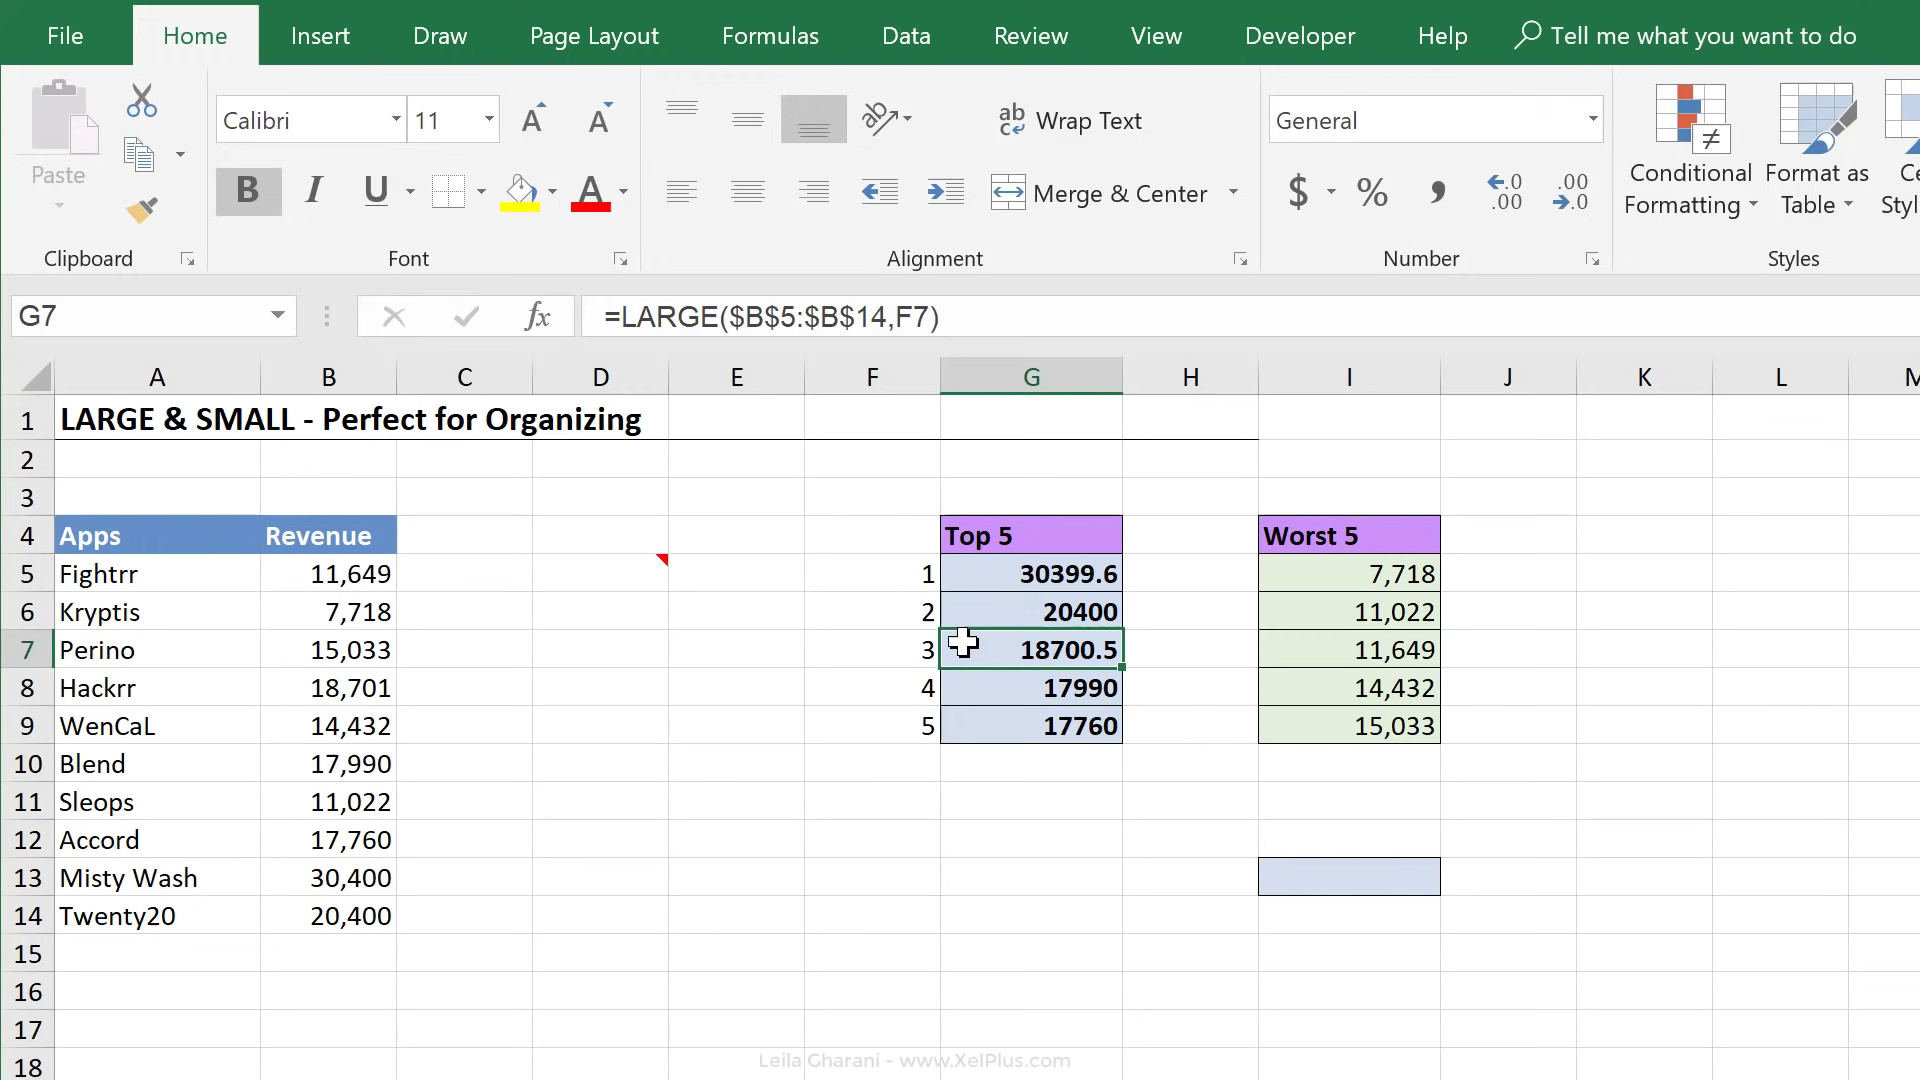 File Home Insert Draw Page Layout Formulas Data Review View Developer Help Tell me what you want to do
Paste
Clipboard
Calibri 11 A A
B I U A
Font
ab Wrap Text
Merge & Center
Alignment
General
$ % , .0 .00 .00 .0
Number
Conditional Formatting
Format as Table
Styles
G7 fx =LARGE($B$5:$B$14,F7)
A B C D E F G H I J K L
1 LARGE & SMALL - Perfect for Organizing
2
3
4 Apps Revenue Top 5 Worst 5
5 Fightrr 11,649 1 30399.6 7,718
6 Kryptis 7,718 2 20400 11,022
7 Perino 15,033 3 18700.5 11,649
8 Hackrr 18,701 4 17990 14,432
9 WenCaL 14,432 5 17760 15,033
10 Blend 17,990
11 Sleops 11,022
12 Accord 17,760
13 Misty Wash 30,400
14 Twenty20 20,400
15
16
17
18
Leila Gharani - www.XelPlus.com